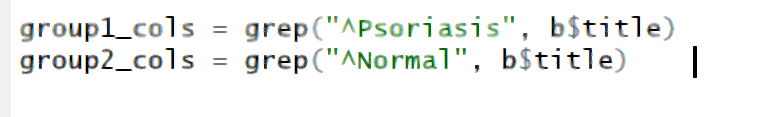 group1_cols = grep("^Psoriasis", b$title)
group2_cols = grep("^Normal", b$title)